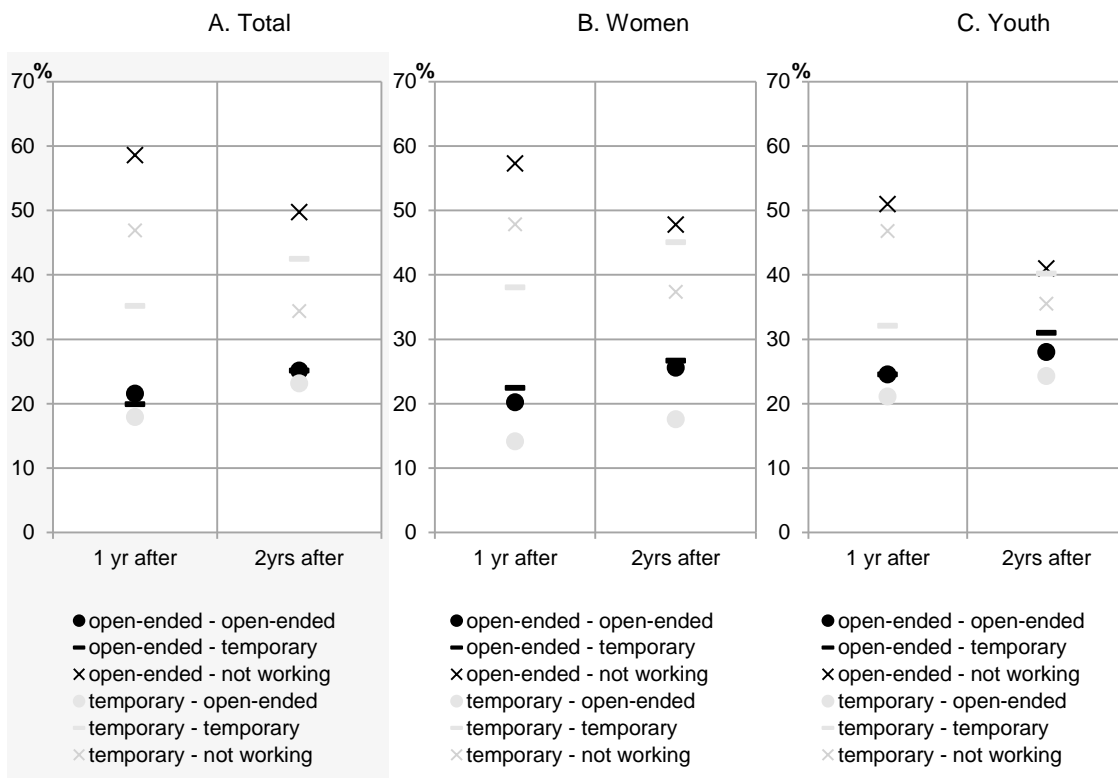 A. Total
B. Women
C. Youth
70%
60
50
40
30
20
10
0
1 yr after 2yrs after
70%
60
50
40
30
20
10
0
1 yr after 2yrs after
70%
60
50
40
30
20
10
0
1 yr after 2yrs after
open-ended - open-ended
open-ended - temporary
open-ended - not working
temporary - open-ended
temporary - temporary
temporary - not working
open-ended - open-ended
open-ended - temporary
open-ended - not working
temporary - open-ended
temporary - temporary
temporary - not working
open-ended - open-ended
open-ended - temporary
open-ended - not working
temporary - open-ended
temporary - temporary
temporary - not working